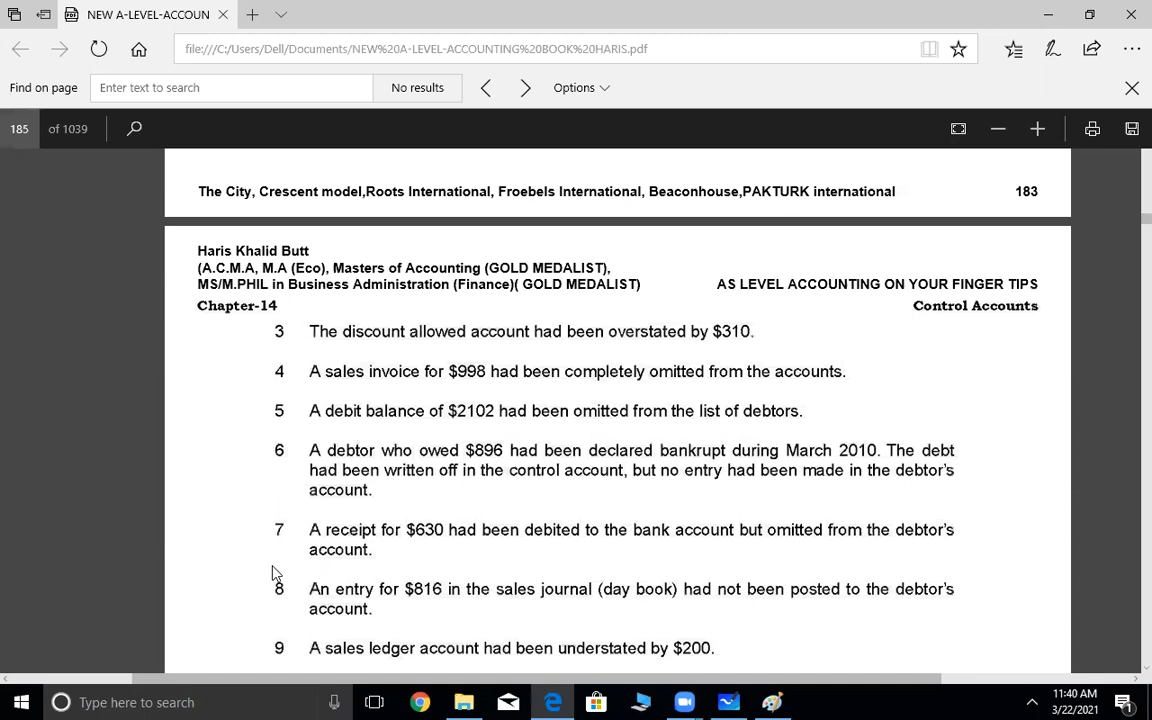 NEW A-LEVEL-ACCOUN
file:///C:/Users/Dell/Documents/NEW%20A-LEVEL-ACCOUNTING%20BOOK%20HARIS.pdf
Find on page
Enter text to search
No results
Options
185 of 1039
The City, Crescent model,Roots International, Froebels International, Beaconhouse,PAKTURK international 183
Haris Khalid Butt
(A.C.M.A, M.A (Eco), Masters of Accounting (GOLD MEDALIST),
MS/M.PHIL in Business Administration (Finance)( GOLD MEDALIST) AS LEVEL ACCOUNTING ON YOUR FINGER TIPS
Chapter-14 Control Accounts
3 The discount allowed account had been overstated by $310.
4 A sales invoice for $998 had been completely omitted from the accounts.
5 A debit balance of $2102 had been omitted from the list of debtors.
6 A debtor who owed $896 had been declared bankrupt during March 2010. The debt
had been written off in the control account, but no entry had been made in the debtor's
account.
7 A receipt for $630 had been debited to the bank account but omitted from the debtor's
account.
8 An entry for $816 in the sales journal (day book) had not been posted to the debtor's
account.
9 A sales ledger account had been understated by $200.
Type here to search
11:40 AM
3/22/2021
1